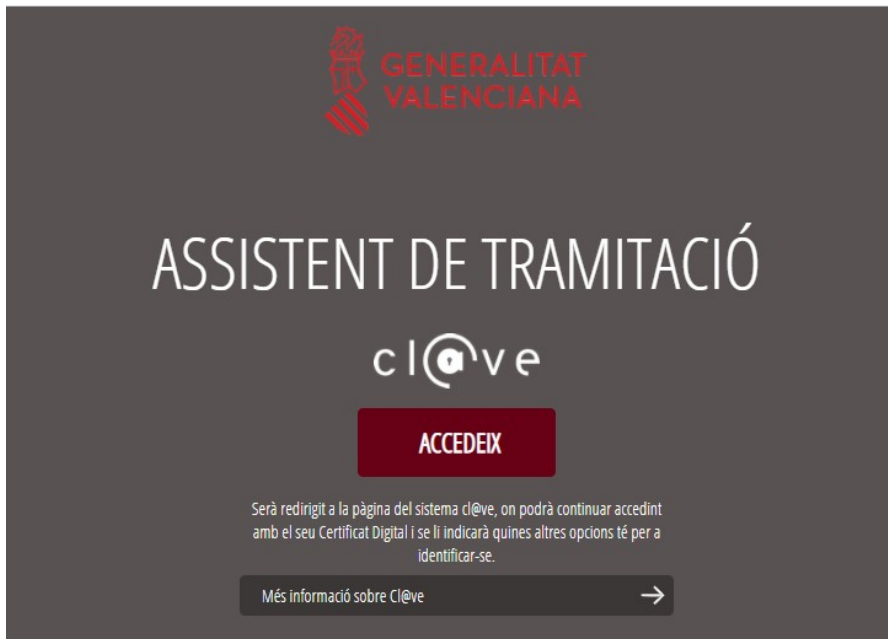 GENERALITAT
VALENCIANA
ASSISTENT DE TRAMITACIÓ
cl@ve
ACCEDEIX
Serà redirigit a la pàgina del sistema cl@ve, on podrà continuar accedint
amb el seu Certificat Digital i se li indicarà quines altres opcions té per a
identificar-se.
Més informació sobre Cl@ve